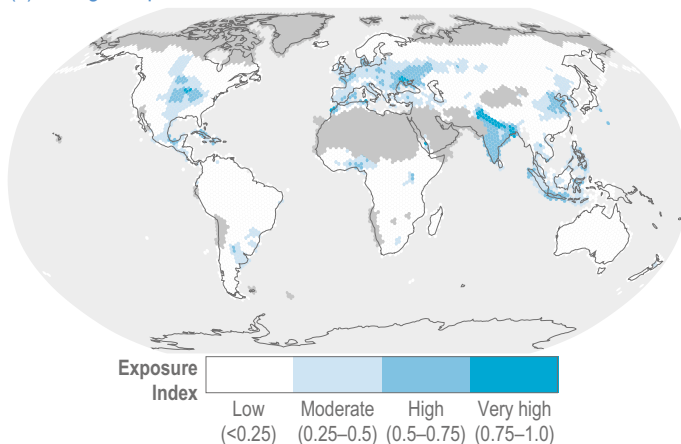 Exposure
Index
Low
(<0.25)
Moderate
(0.25–0.5)
High
(0.5–0.75)
Very high
(0.75–1.0)